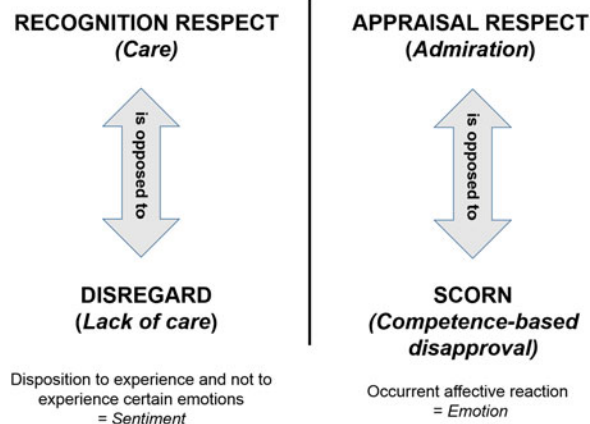 RECOGNITION RESPECT
(Care)
is opposed to
DISREGARD
(Lack of care)
Disposition to experience and not to
experience certain emotions
= Sentiment
APPRAISAL RESPECT
(Admiration)
is opposed to
SCORN
(Competence-based
disapproval)
Occurrent affective reaction
= Emotion